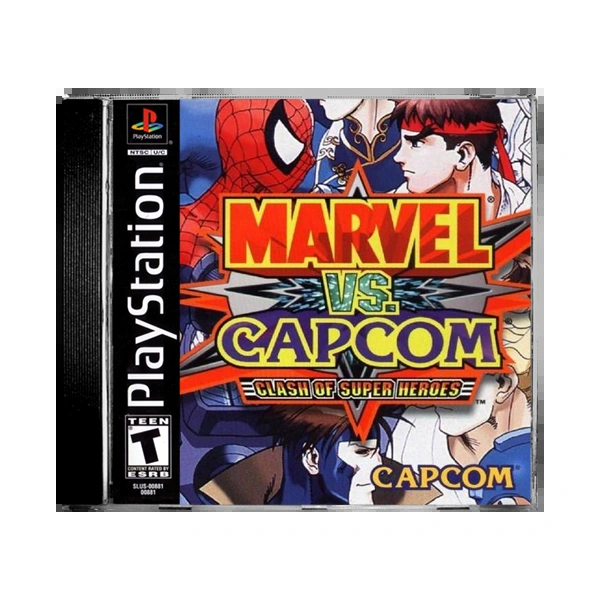 PlayStation
NTSC U/C
PlayStation
TEEN
T
CONTENT RATED BY
ESRB
SLUS-00881
00881
MARVEL
®
VS.
CAPCOM
CLASH OF SUPER HEROES
™
CAPCOM